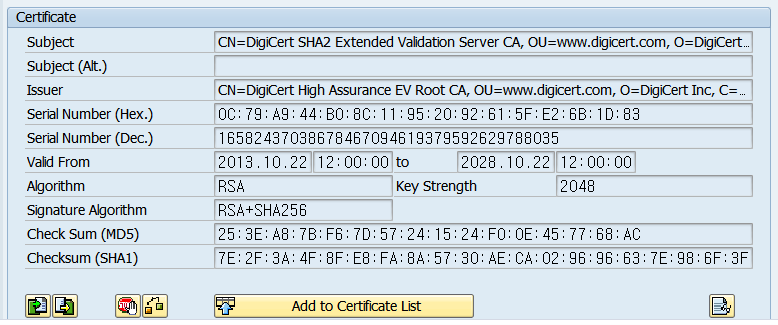 Certificate
Subject CN=DigiCert SHA2 Extended Validation Server CA, OU=www.digicert.com, O=DigiCert...
Subject (Alt.)
Issuer CN=DigiCert High Assurance EV Root CA, OU=www.digicert.com, O=DigiCert Inc, C=...
Serial Number (Hex.) 0C:79:A9:44:B0:8C:11:95:20:92:61:5F:E2:6B:1D:83
Serial Number (Dec.) 16582437038678467094619379592629788035
Valid From 2013.10.22 12:00:00 to 2028.10.22 12:00:00
Algorithm RSA Key Strength 2048
Signature Algorithm RSA+SHA256
Check Sum (MD5) 25:3E:A8:7B:F6:7D:57:24:15:24:F0:0E:45:77:68:AC
Checksum (SHA1) 7E:2F:3A:4F:8F:E8:FA:8A:57:30:AE:CA:02:96:96:63:7E:98:6F:3F
Add to Certificate List